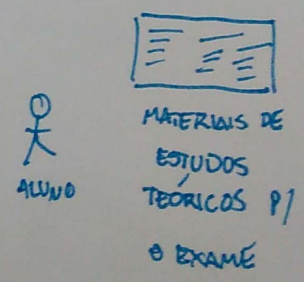 MATERIAIS DE
ESTUDOS
ALUNO
TEÓRICOS P/
O EXAME